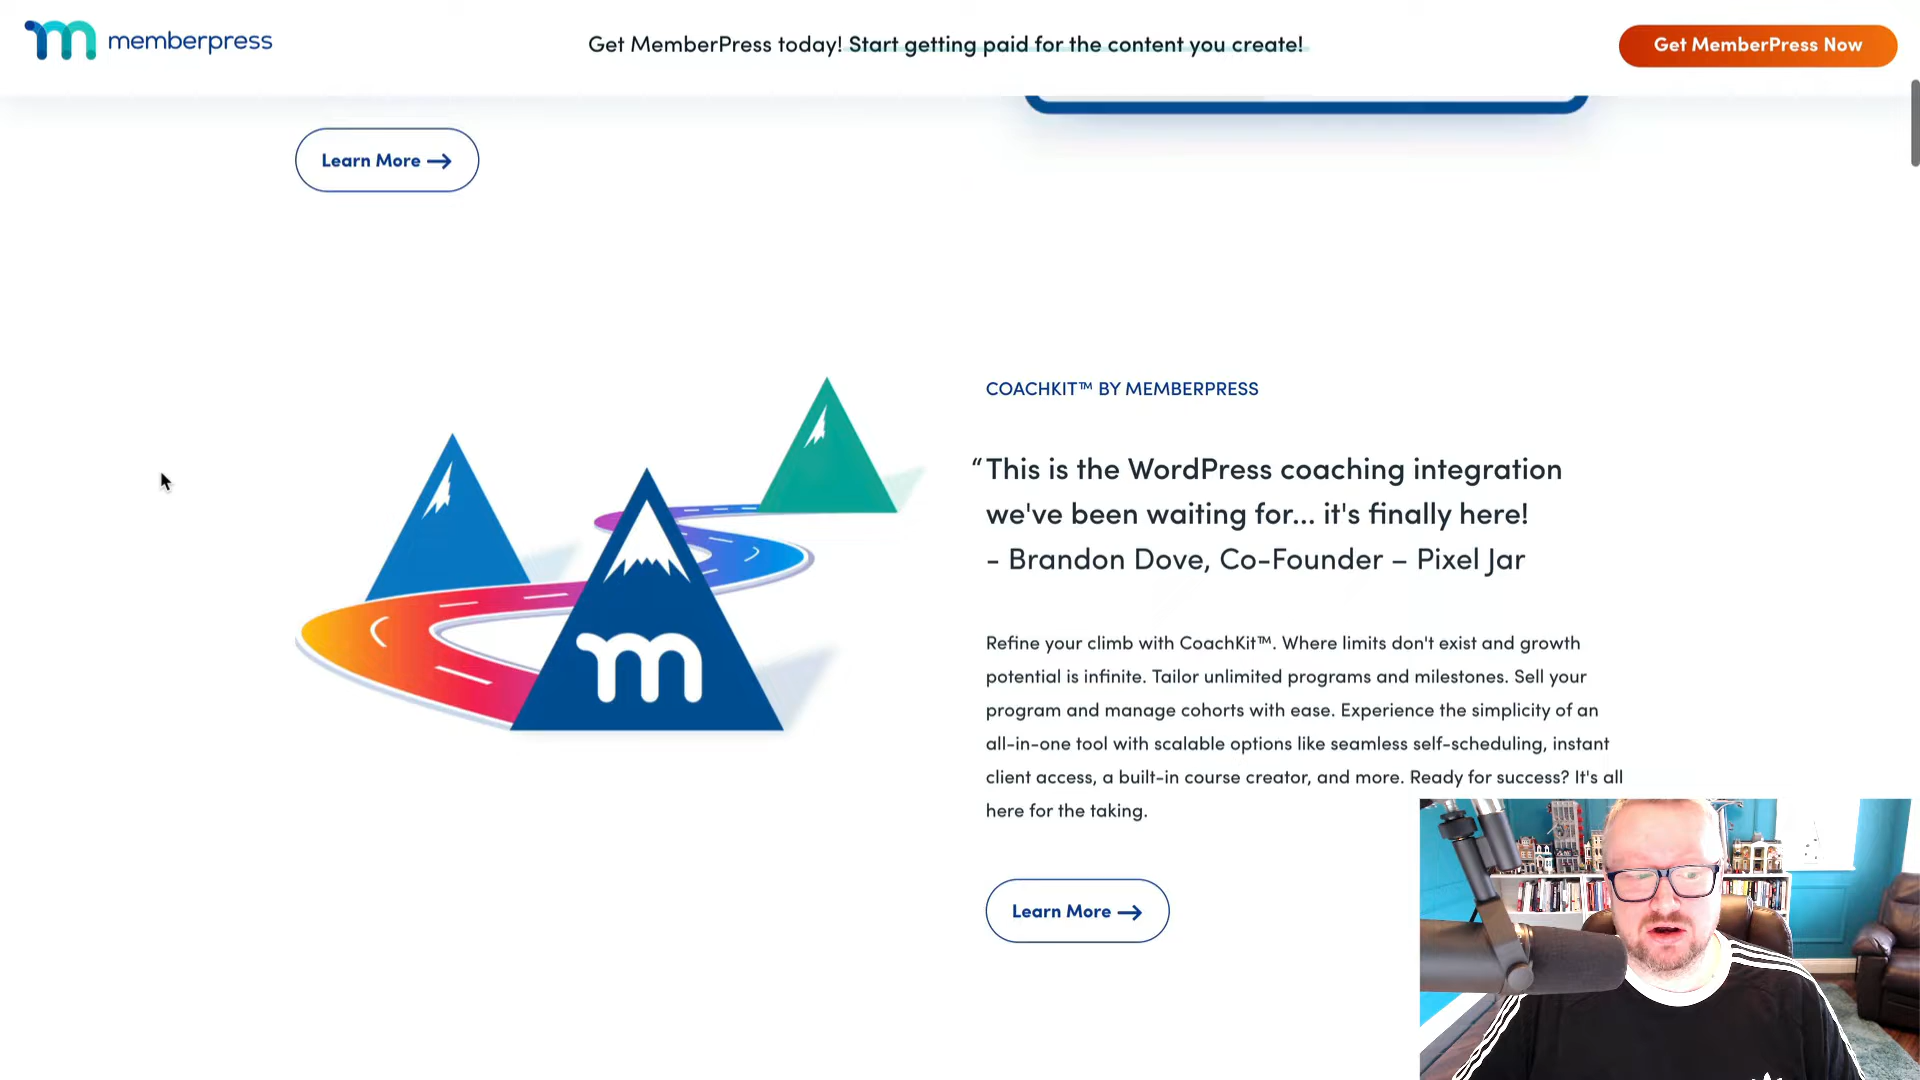 memberpress
Get MemberPress today! Start getting paid for the content you create!
Get MemberPress Now
Learn More →
COACHKIT™ BY MEMBERPRESS
“This is the WordPress coaching integration
we've been waiting for... it's finally here!
- Brandon Dove, Co-Founder – Pixel Jar
Refine your climb with CoachKit™. Where limits don't exist and growth
potential is infinite. Tailor unlimited programs and milestones. Sell your
program and manage cohorts with ease. Experience the simplicity of an
all-in-one tool with scalable options like seamless self-scheduling, instant
client access, a built-in course creator, and more. Ready for success? It's all
here for the taking.
Learn More →